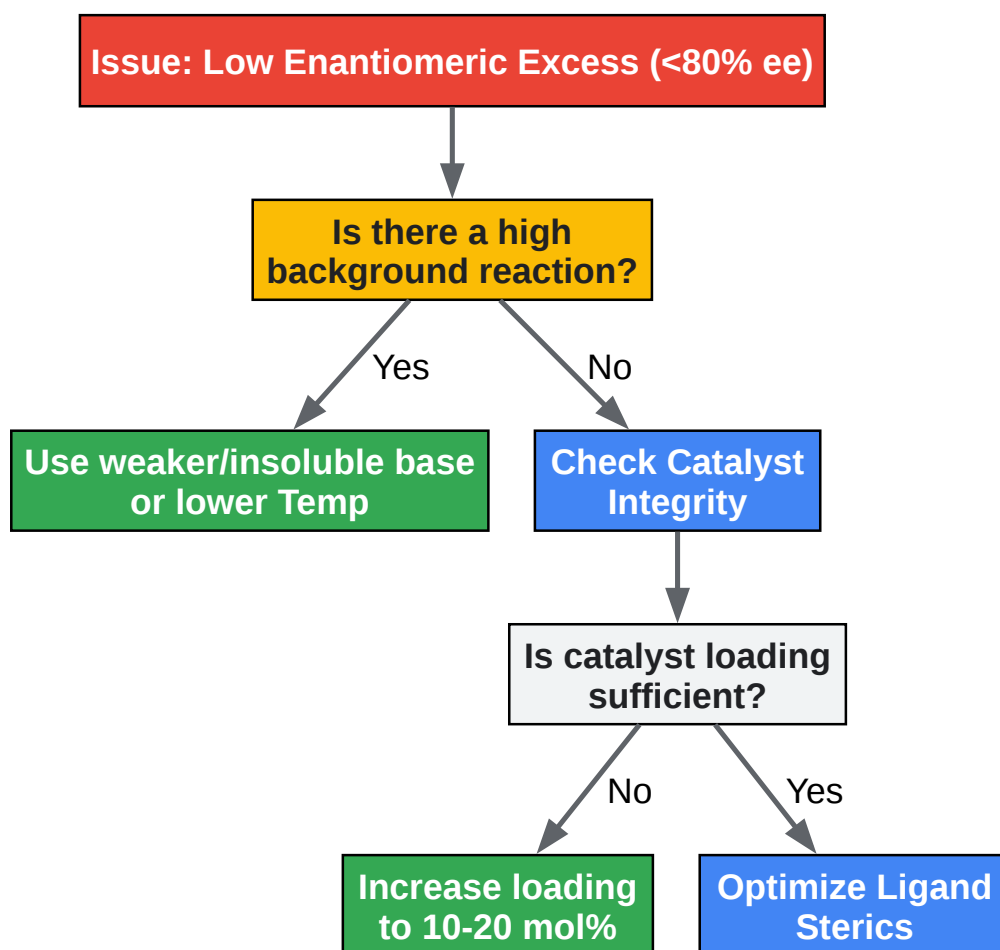 Issue: Low Enantiomeric Excess (<80% ee)
Is there a high
background reaction?
Yes
No
Use weaker/insoluble base
or lower Temp
Check Catalyst
Integrity
Is catalyst loading
sufficient?
No
Yes
Increase loading
to 10-20 mol%
Optimize Ligand
Sterics